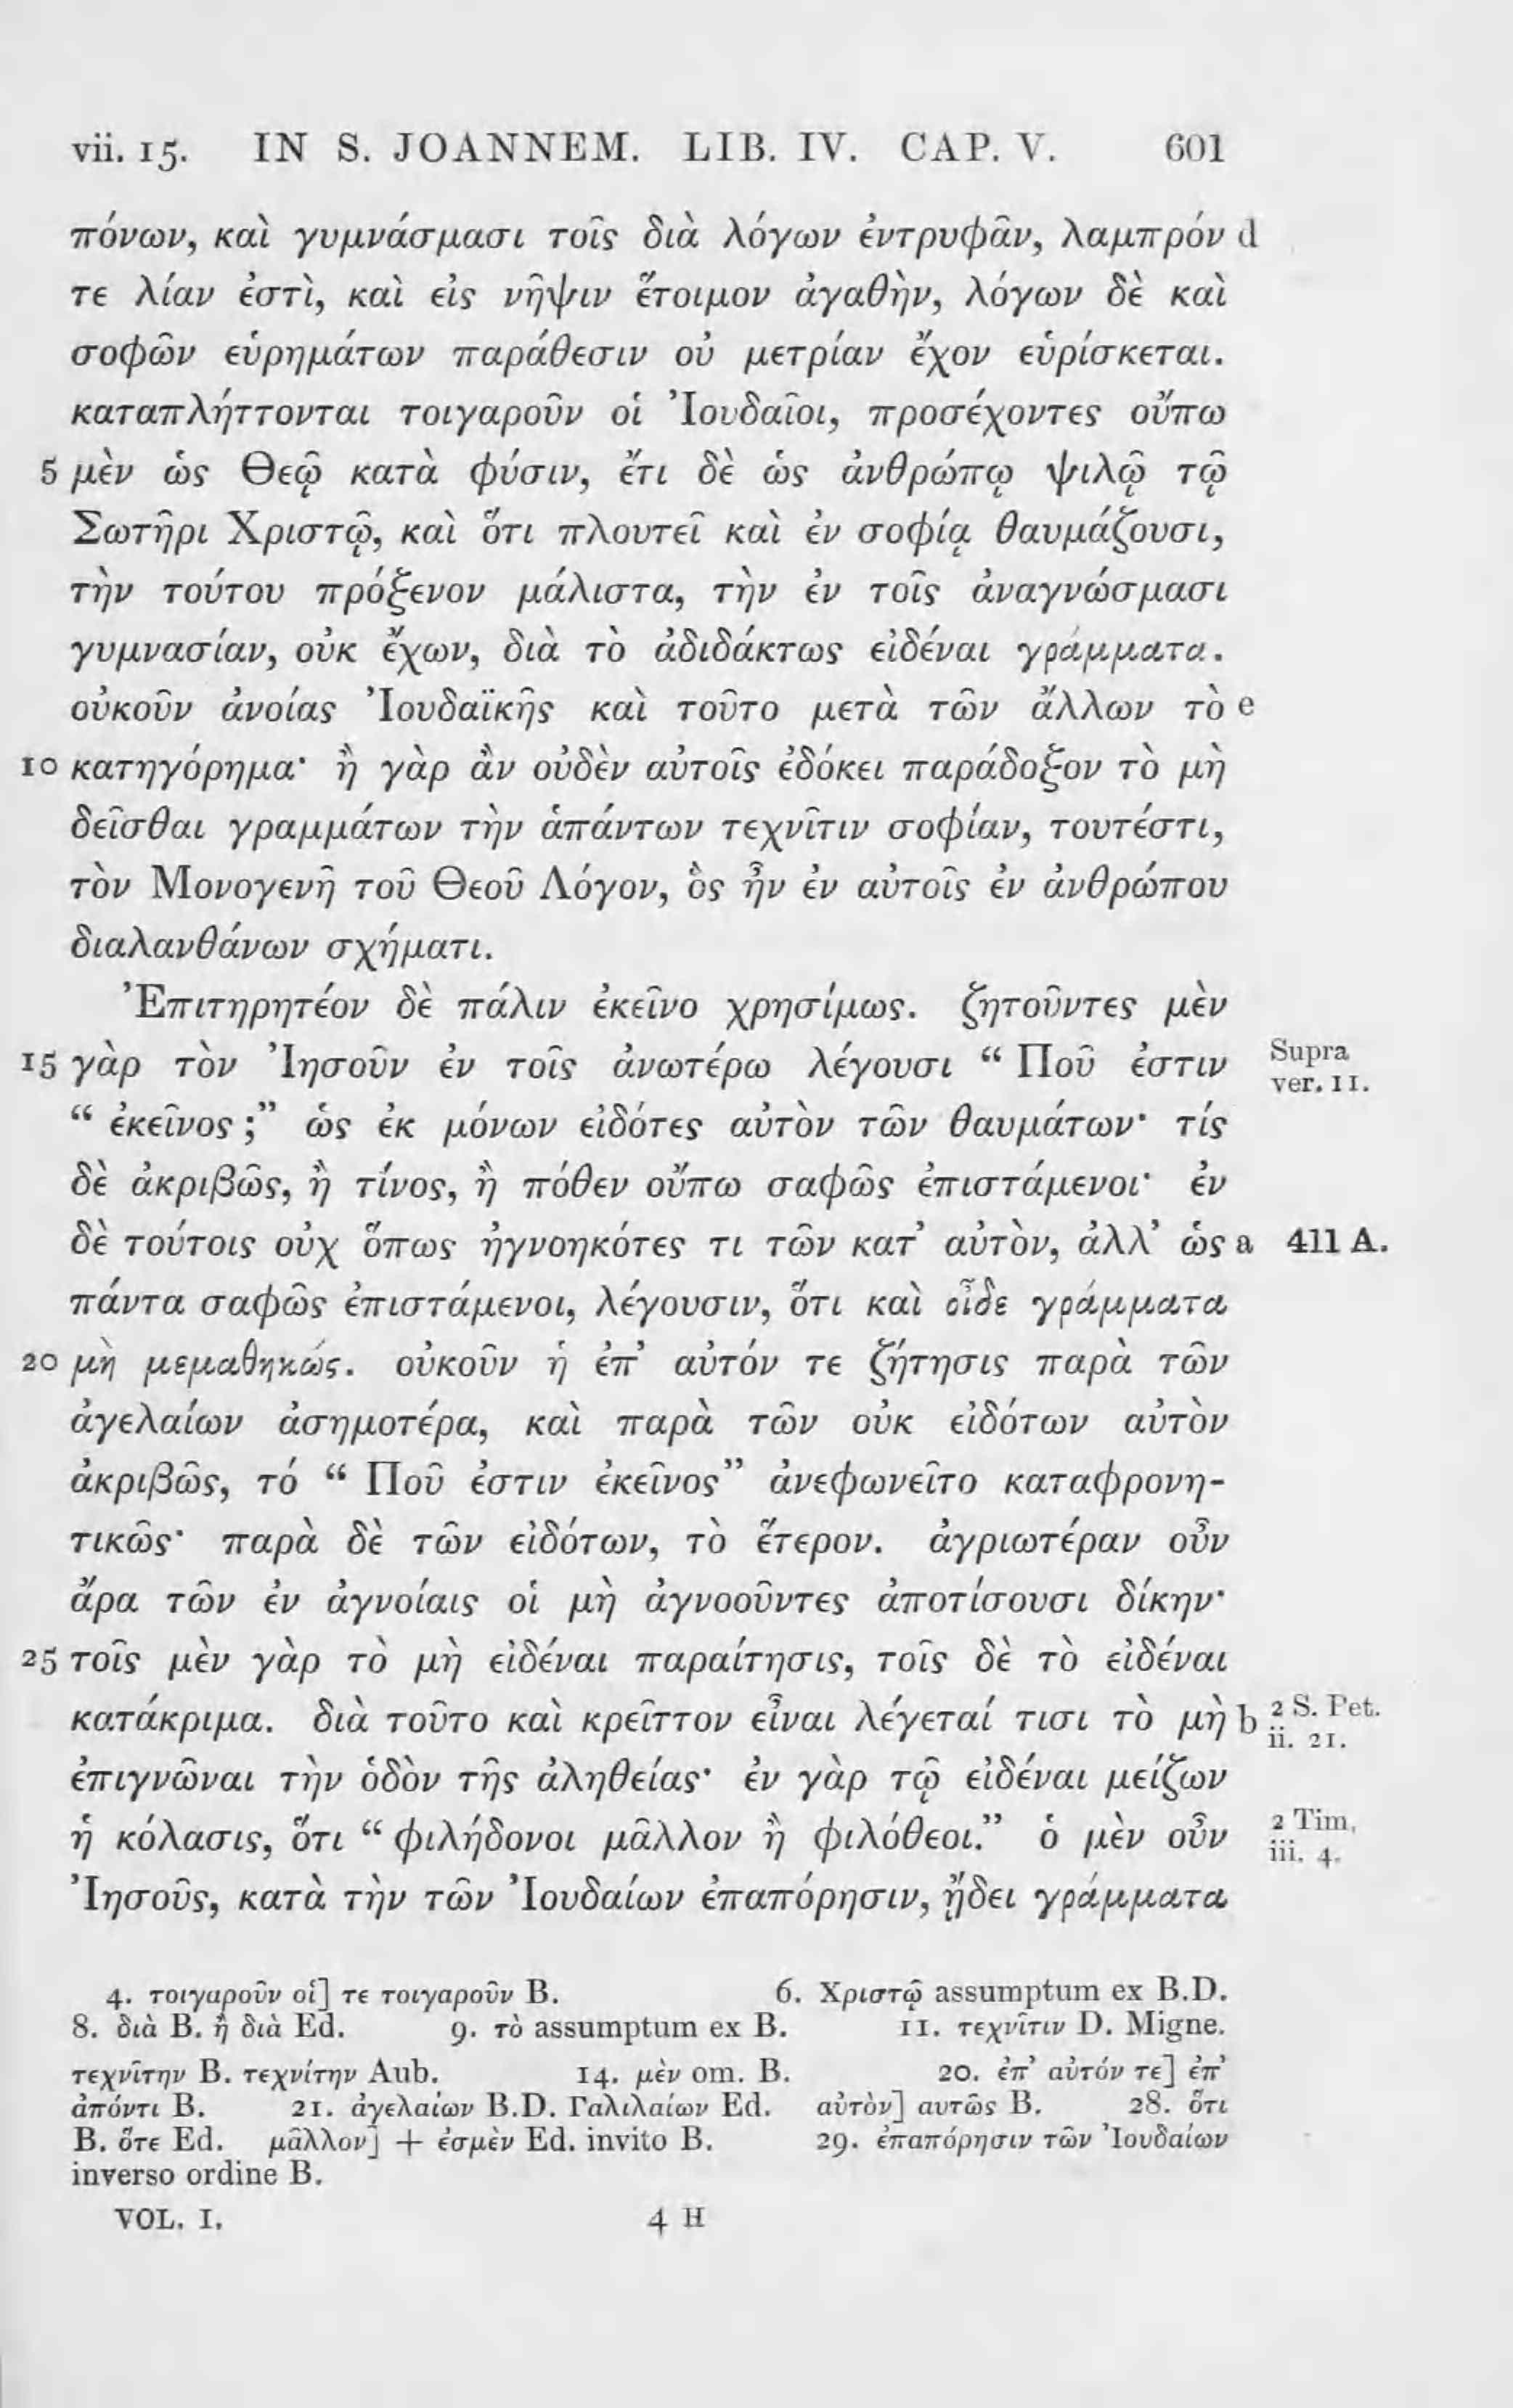 vii. 15. IN S. JOANNEM. LIB. IV. CAP. V. 601
πόνων, καὶ γυμνάσμασι τοῖς διὰ λόγων ἐντρυφᾶν, λαμπρόν d
τε λίαν ἐστὶ, καὶ εἰς νῆψιν ἕτοιμον ἀγαθὴν, λόγων δὲ καὶ
σοφῶν εὑρημάτων παράθεσιν οὐ μετρίαν ἔχον εὑρίσκεται.
καταπλήττονται τοιγαροῦν οἱ Ἰουδαῖοι, προσέχοντες οὔπω
5 μὲν ὡς Θεῷ κατὰ φύσιν, ἔτι δὲ ὡς ἀνθρώπῳ ψιλῷ τῷ
Σωτῆρι Χριστῷ, καὶ ὅτι πλουτεῖ καὶ ἐν σοφίᾳ θαυμάζουσι,
τὴν τούτου πρόξενον μάλιστα, τὴν ἐν τοῖς ἀναγνώσμασι
γυμνασίαν, οὐκ ἔχων, διὰ τὸ ἀδιδάκτως εἰδέναι γράμματα.
οὐκοῦν ἀνοίας Ἰουδαϊκῆς καὶ τοῦτο μετὰ τῶν ἄλλων τὸ e
10 κατηγόρημα· ἢ γὰρ ἂν οὐδὲν αὐτοῖς ἐδόκει παράδοξον τὸ μὴ
δεῖσθαι γραμμάτων τὴν ἁπάντων τεχνῖτιν σοφίαν, τουτέστι,
τὸν Μονογενῆ τοῦ Θεοῦ Λόγον, ὃς ἦν ἐν αὐτοῖς ἐν ἀνθρώπου
διαλανθάνων σχήματι.
Ἐπιτηρητέον δὲ πάλιν ἐκεῖνο χρησίμως. ζητοῦντες μὲν
15 γὰρ τὸν Ἰησοῦν ἐν τοῖς ἀνωτέρω λέγουσι “ Ποῦ ἐστιν Supra ver. 11.
“ ἐκεῖνος ;” ὡς ἐκ μόνων εἰδότες αὐτὸν τῶν θαυμάτων· τίς
δὲ ἀκριβῶς, ἢ τίνος, ἢ πόθεν οὔπω σαφῶς ἐπιστάμενοι· ἐν
δὲ τούτοις οὐχ ὅπως ἠγνοηκότες τι τῶν κατ’ αὐτὸν, ἀλλ’ ὡς a 411 A.
πάντα σαφῶς ἐπιστάμενοι, λέγουσιν, ὅτι καὶ οἶδε γράμματα
20 μὴ μεμαθηκώς. οὐκοῦν ἡ ἐπ’ αὐτόν τε ζήτησις παρὰ τῶν
ἀγελαίων ἀσημοτέρα, καὶ παρὰ τῶν οὐκ εἰδότων αὐτὸν
ἀκριβῶς, τό “ Ποῦ ἐστιν ἐκεῖνος” ἀνεφωνεῖτο καταφρονη-
τικῶς· παρὰ δὲ τῶν εἰδότων, τὸ ἕτερον. ἀγριωτέραν οὖν
ἄρα τῶν ἐν ἀγνοίαις οἱ μὴ ἀγνοοῦντες ἀποτίσουσι δίκην·
25 τοῖς μὲν γὰρ τὸ μὴ εἰδέναι παραίτησις, τοῖς δὲ τὸ εἰδέναι
κατάκριμα. διὰ τοῦτο καὶ κρεῖττον εἶναι λέγεταί τισι τὸ μὴ b 2 S. Pet. ii. 21.
ἐπιγνῶναι τὴν ὁδὸν τῆς ἀληθείας· ἐν γὰρ τῷ εἰδέναι μείζων
ἡ κόλασις, ὅτι “ φιλήδονοι μᾶλλον ἢ φιλόθεοι.” ὁ μὲν οὖν 2 Tim. iii. 4.
Ἰησοῦς, κατὰ τὴν τῶν Ἰουδαίων ἐπαπόρησιν, ᾔδει γράμματα
4. τοιγαροῦν οἱ] τε τοιγαροῦν B. 6. Χριστῷ assumptum ex B.D.
8. διὰ B. ἢ διὰ Ed. 9. τὸ assumptum ex B. 11. τεχνῖτιν D. Migne.
τεχνῖτην B. τεχνίτην Aub. 14. μὲν om. B. 20. ἐπ’ αὐτόν τε] ἐπ’
ἀπόντι B. 21. ἀγελαίων B.D. Γαλιλαίων Ed. αὐτὸν] αυτῶς B. 28. ὅτι
B. ὅτε Ed. μᾶλλον] + ἐσμὲν Ed. invito B. 29. ἐπαπόρησιν τῶν Ἰουδαίων
inverso ordine B.
VOL. I. 4 H